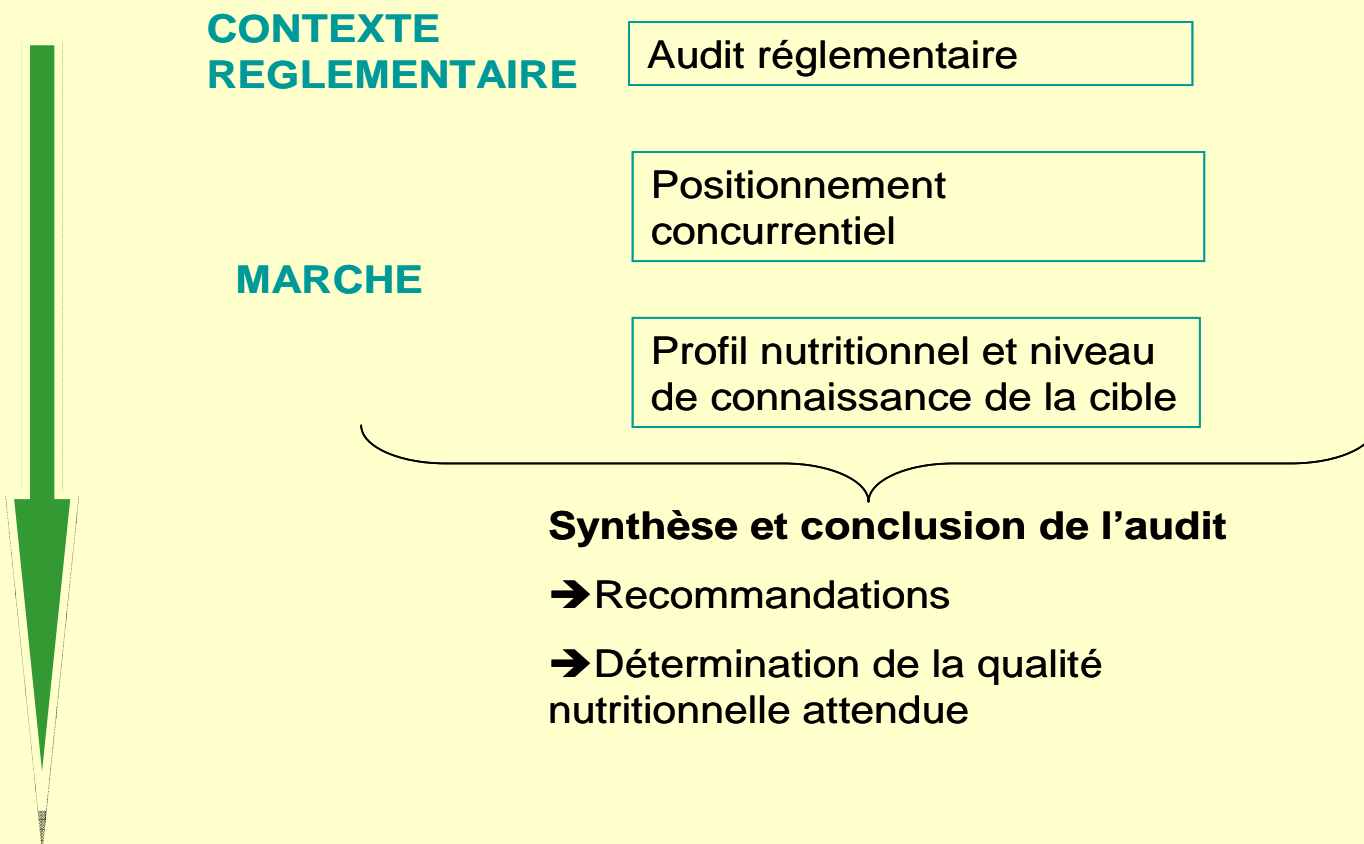 CONTEXTE
REGLEMENTAIRE
Audit réglementaire
Positionnement
concurrentiel
MARCHE
Profil nutritionnel et niveau
de connaissance de la cible
Synthèse et conclusion de l’audit
➔Recommandations
➔Détermination de la qualité
nutritionnelle attendue